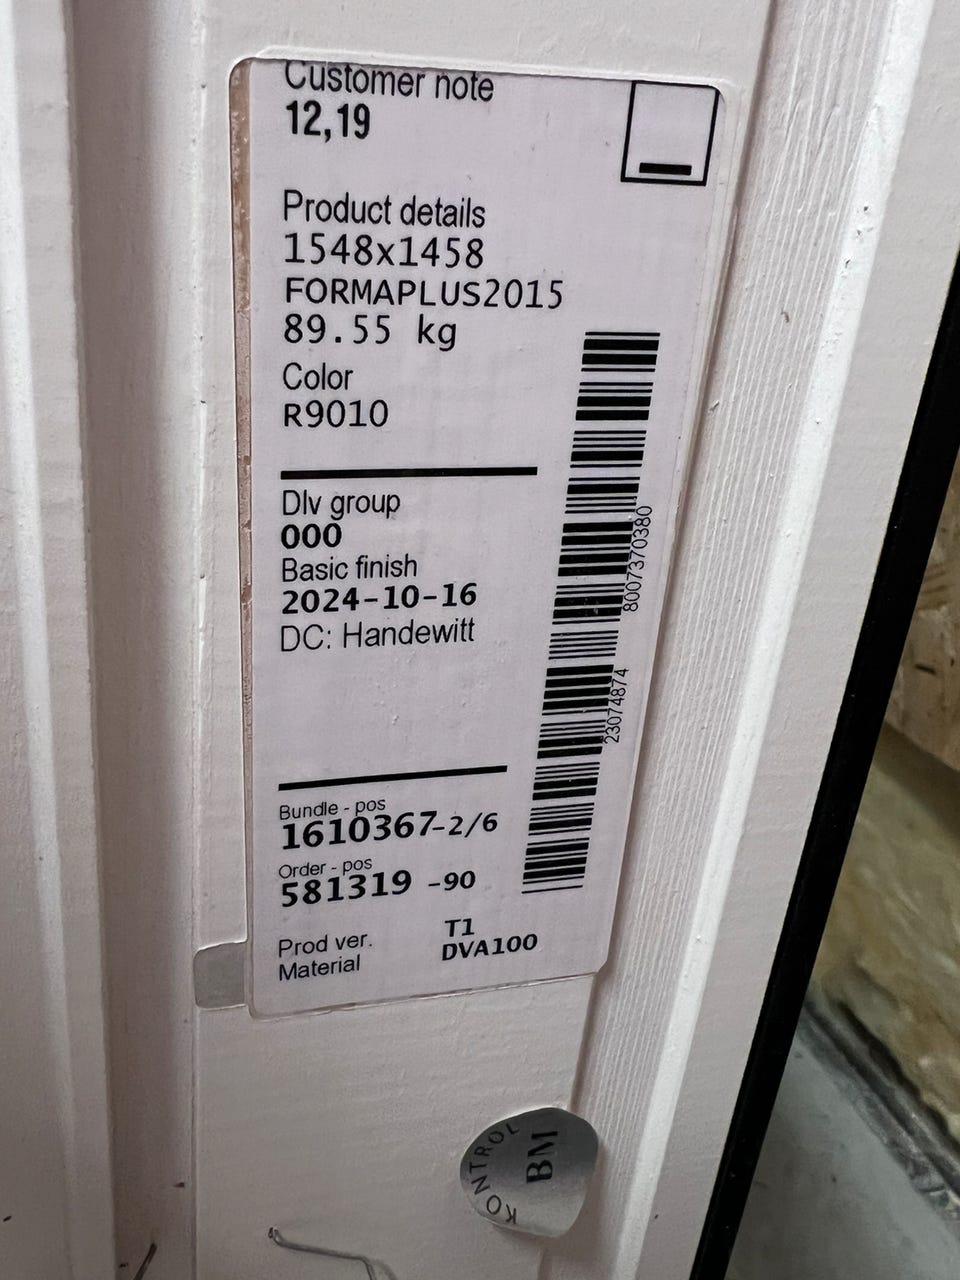 Customer note
12,19
Product details
1548x1458
FORMAPLUS2015
89.55 kg
Color
R9010
Dlv group
000
Basic finish
2024-10-16
DC: Handewitt
8007370380
23074874
Bundle - pos
1610367-2/6
Order - pos
581319 -90
Prod ver. T1
Material DVA100
KONTROL
BM